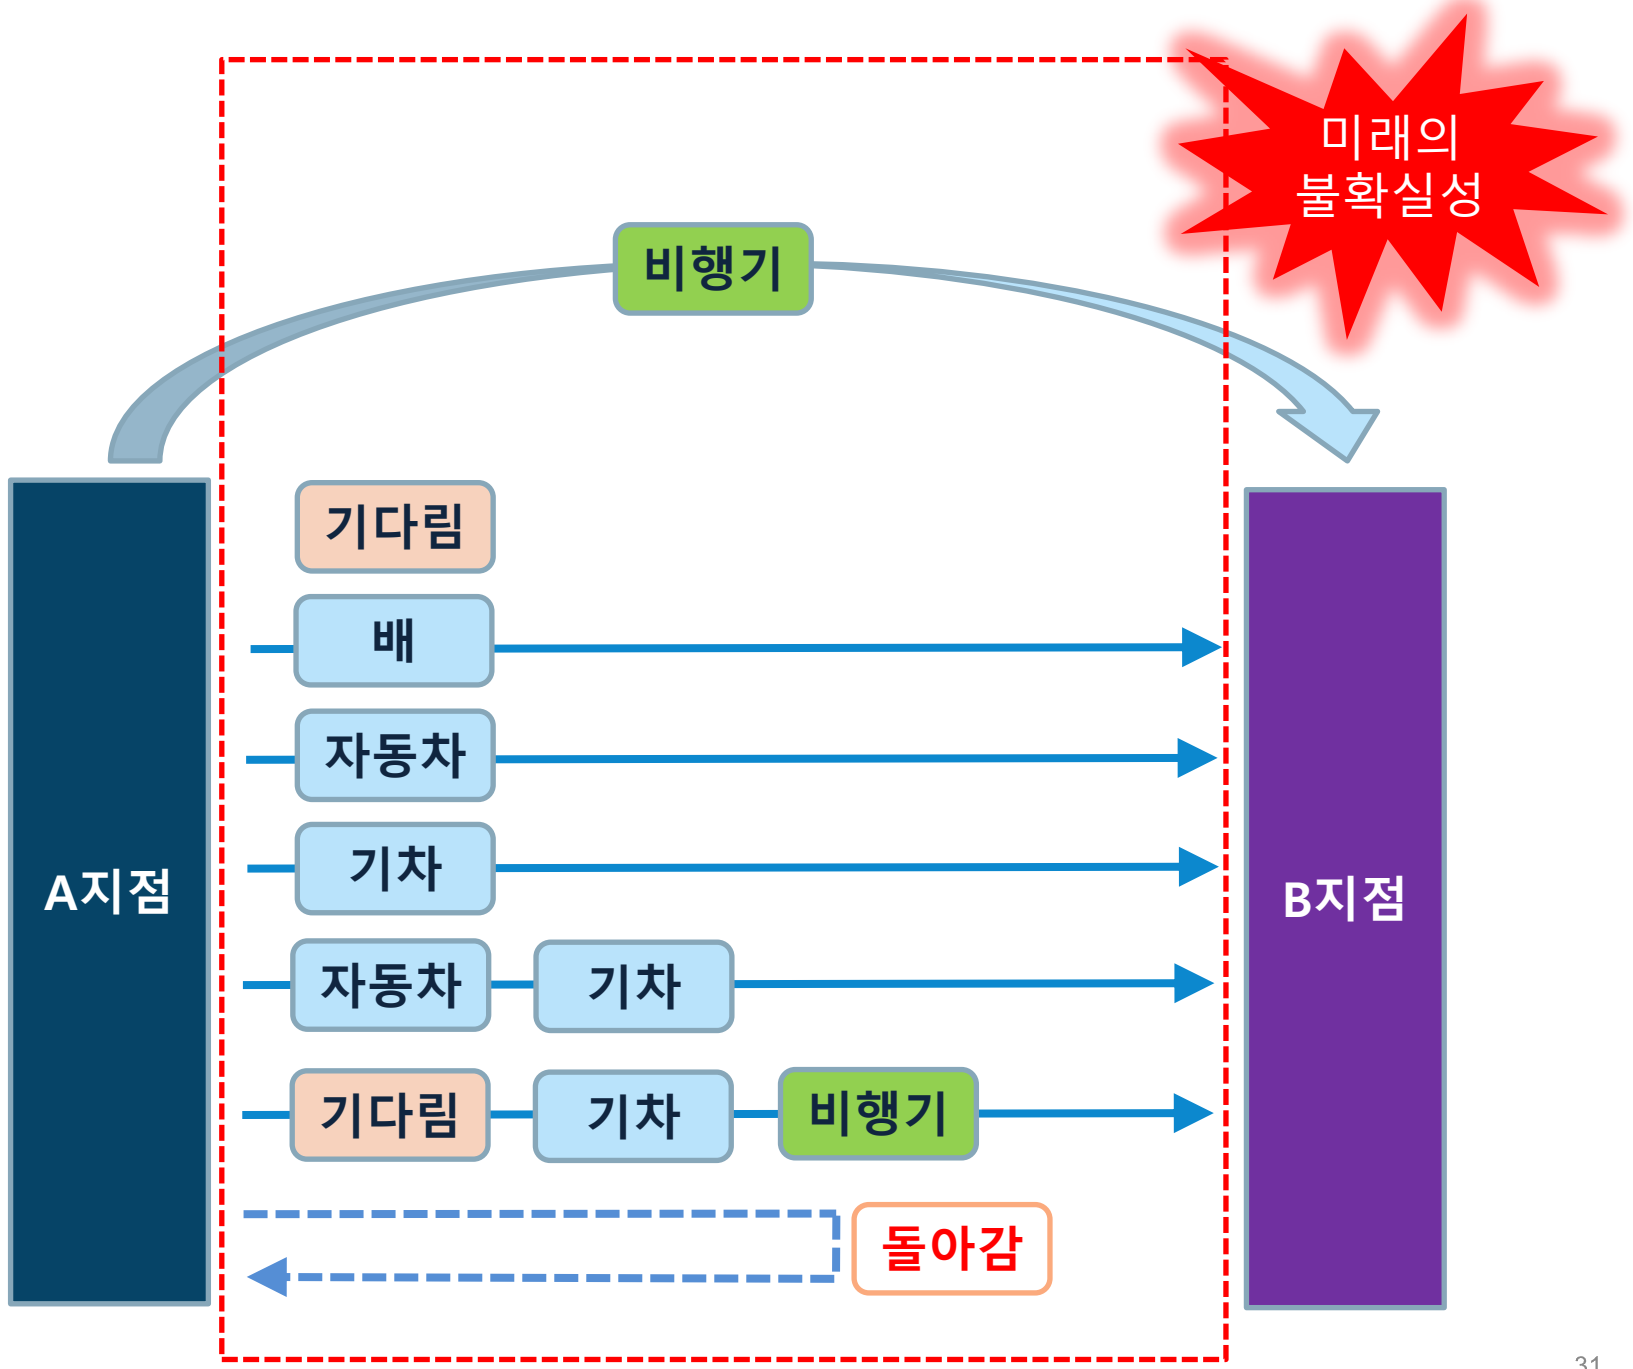 미래의
불확실성
비행기
기다림
배
자동차
기차
A지점
B지점
자동차 기차
기다림 기차 비행기
돌아감
31